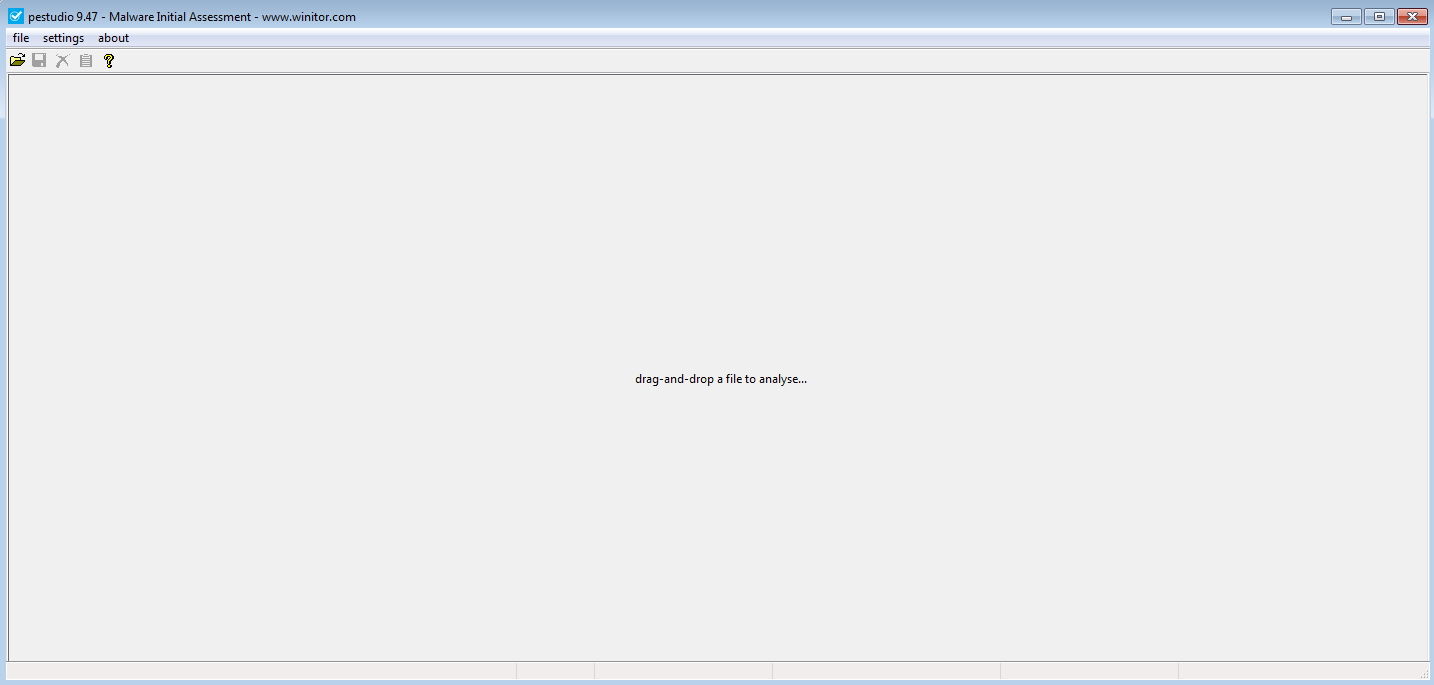 pestudio 9.47 - Malware Initial Assessment - www.winitor.com
file settings about
drag-and-drop a file to analyse...